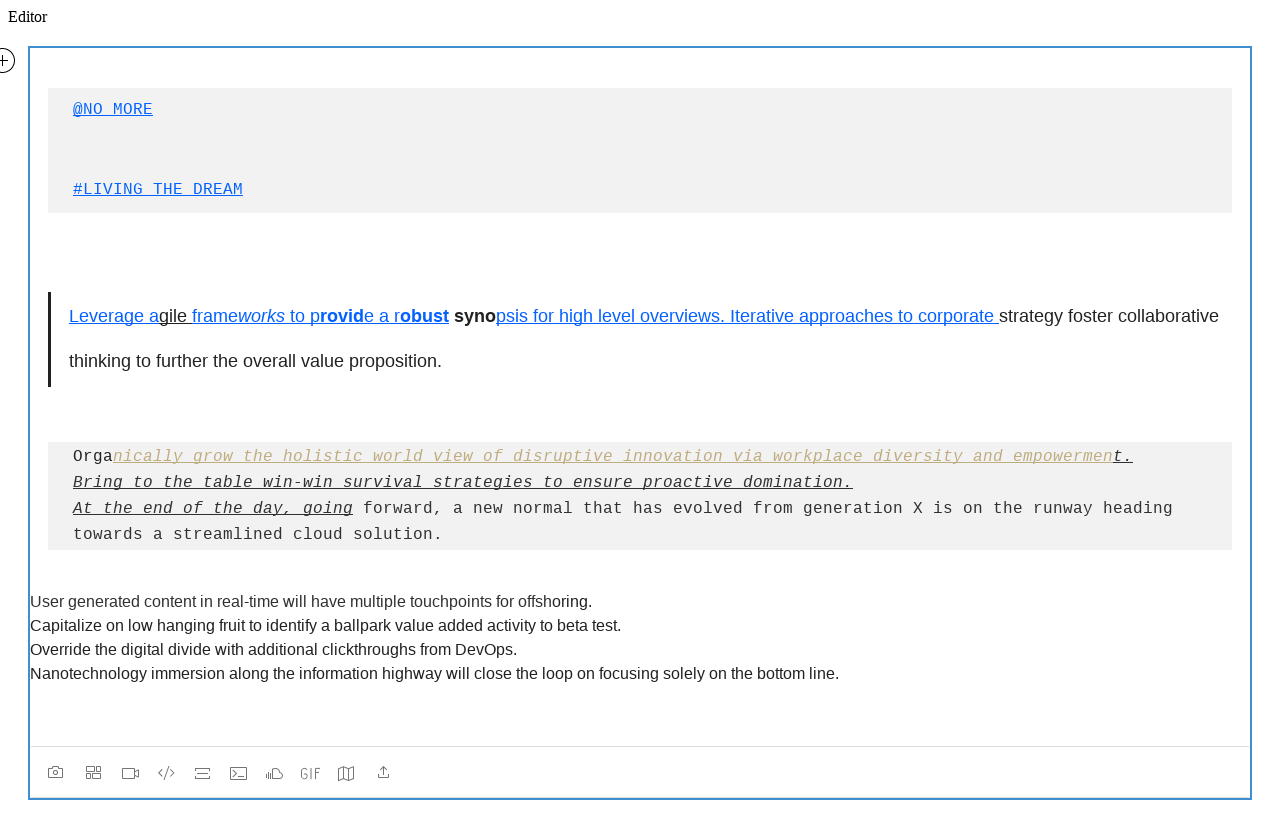 Editor
@NO MORE
#LIVING THE DREAM
Leverage agile frameworks to provide a robust synopsis for high level overviews. Iterative approaches to corporate strategy foster collaborative
thinking to further the overall value proposition.
Organically grow the holistic world view of disruptive innovation via workplace diversity and empowerment.
Bring to the table win-win survival strategies to ensure proactive domination.
At the end of the day, going forward, a new normal that has evolved from generation X is on the runway heading
towards a streamlined cloud solution.
User generated content in real-time will have multiple touchpoints for offshoring.
Capitalize on low hanging fruit to identify a ballpark value added activity to beta test.
Override the digital divide with additional clickthroughs from DevOps.
Nanotechnology immersion along the information highway will close the loop on focusing solely on the bottom line.
GIF